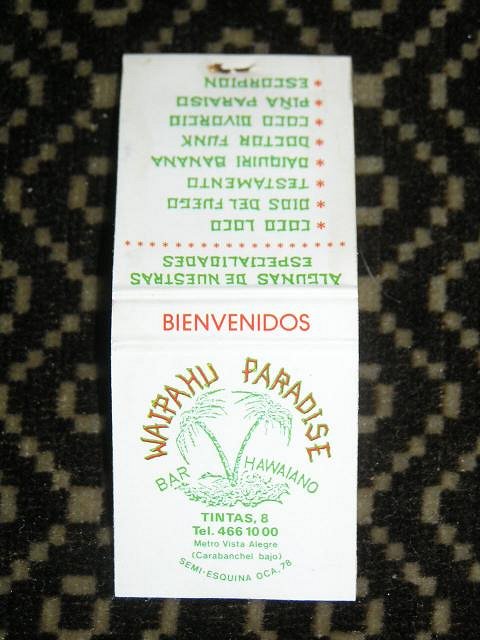 ALGUNAS DE NUESTRAS
ESPECIALIDADES
* COCO LOCO
* DIOS DEL FUEGO
* TESTAMENTO
* DAIQUIRI BANANA
* DOCTOR FUNK
* COCO DIVORCIO
* PIÑA PARAISO
* ESCORPION
BIENVENIDOS
WAIPAHU PARADISE
BAR HAWAIANO
TINTAS, 8
Tel. 466 10 00
Metro Vista Alegre
(Carabanchel bajo)
SEMI-ESQUINA OCA, 78